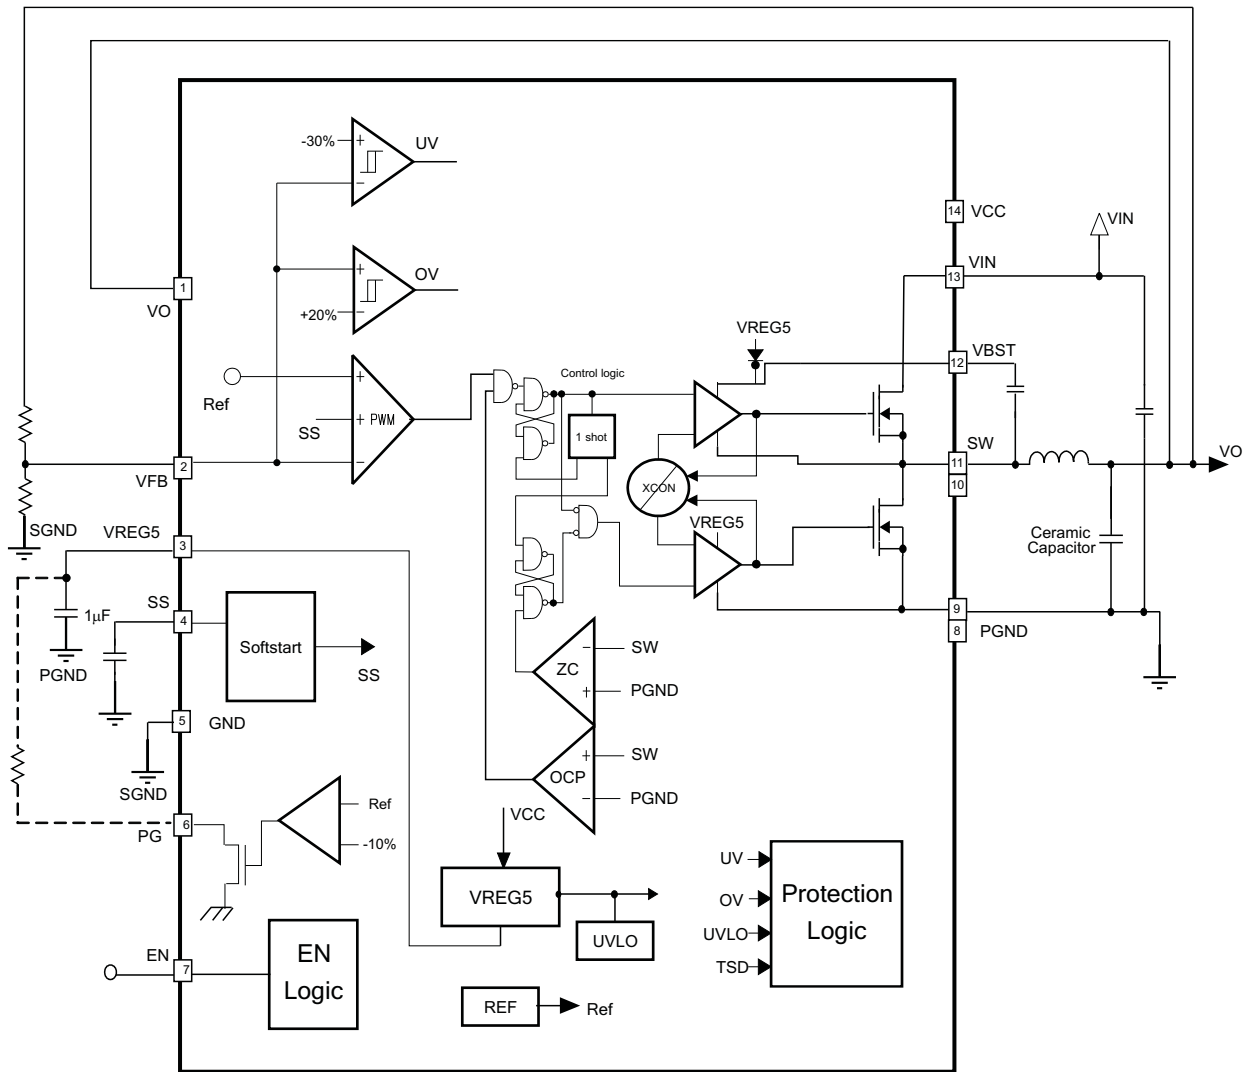 -30%
+
UV
-
14
VCC
VIN
+
OV
+20%
-
1
VO
VIN
13
VREG5
VBST
12
Control logic
Ref
+
SS
+
PWM
-
1 shot
2
VFB
SW
11
10
VO
XCON
SGND
VREG5
VREG5
3
Ceramic
Capacitor
1μF
SS
4
Softstart
SS
PGND
9
8
PGND
ZC
-
SW
+
PGND
5
GND
SGND
OCP
+
SW
-
PGND
6
PG
Ref
-10%
VCC
VREG5
UVLO
UV
OV
UVLO
TSD
Protection
Logic
EN
7
EN
Logic
REF
Ref